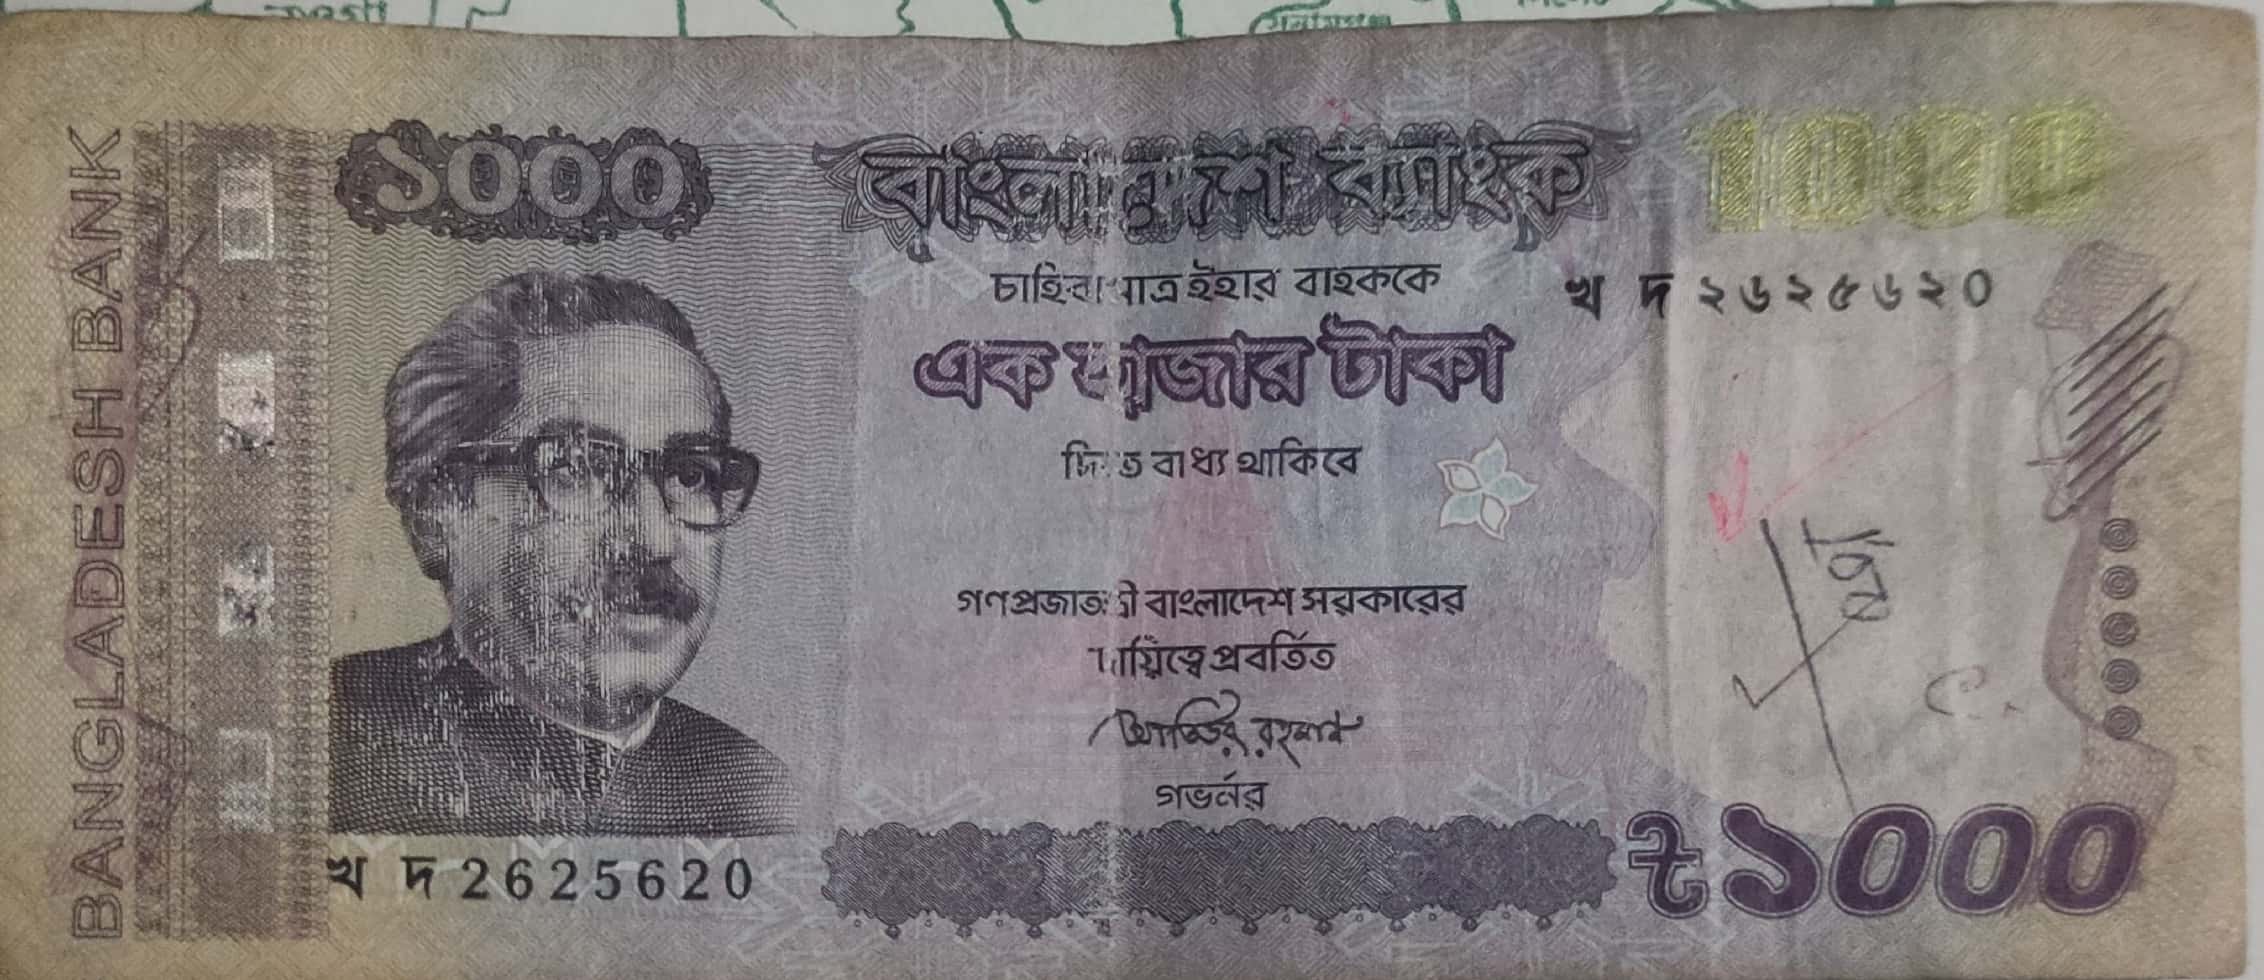 BANGLADESH BANK
১০০০
বাংলাদেশ ব্যাংক
1000
চাহিবামাত্র ইহার বাহককে
খ দ ২৬২৫৬২০
এক হাজার টাকা
দিতে বাধ্য থাকিবে
গণপ্রজাতন্ত্রী বাংলাদেশ সরকারের
দায়িত্বে প্রবর্তিত
আতিউর রহমান
গভর্নর
খ দ 2625620
৳১০০০